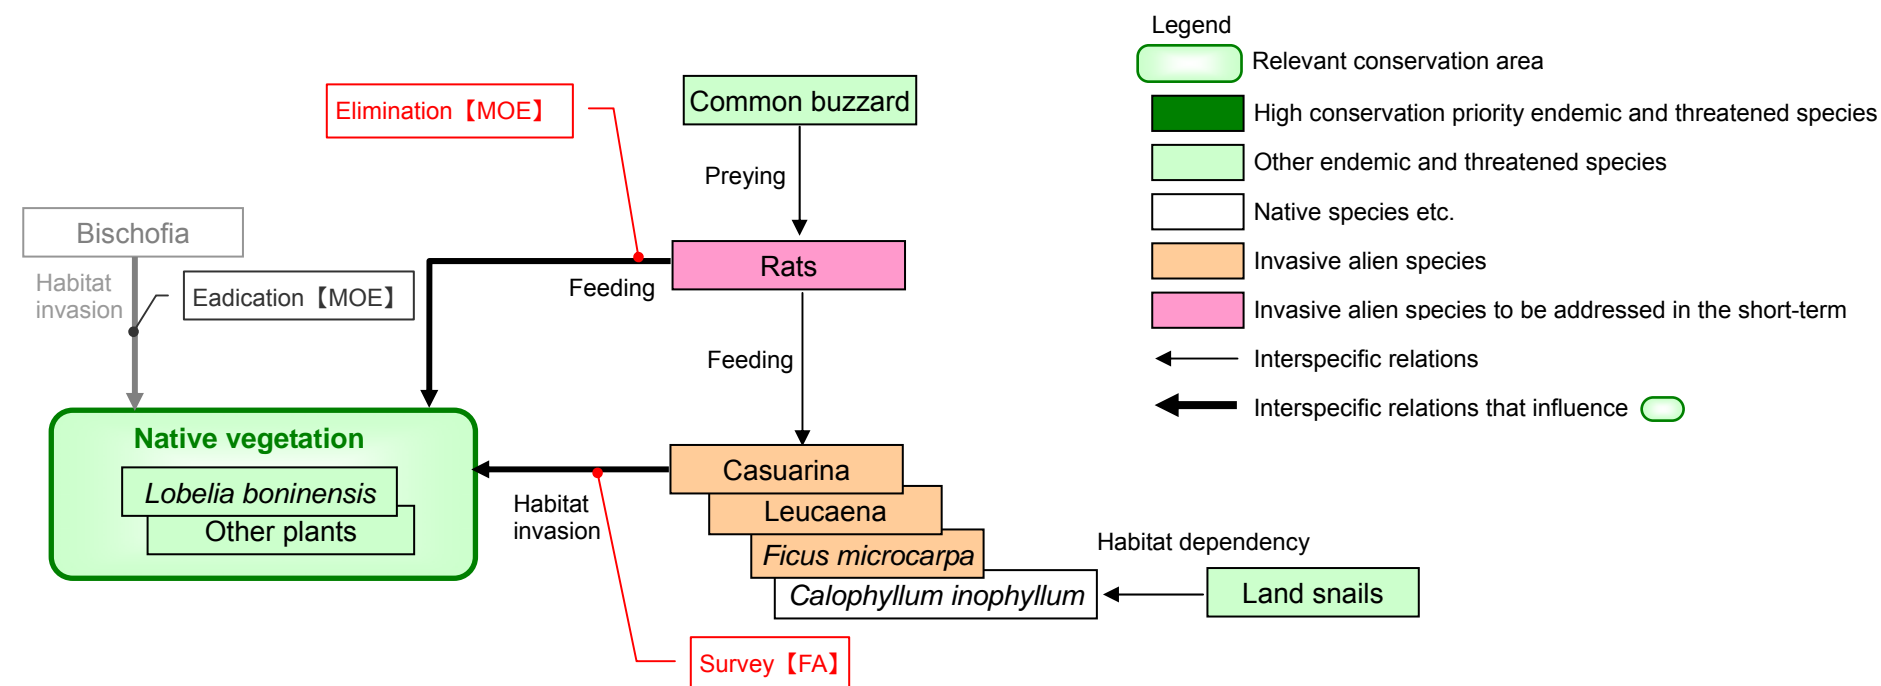 Legend
Relevant conservation area
High conservation priority endemic and threatened species
Other endemic and threatened species
Native species etc.
Invasive alien species
Invasive alien species to be addressed in the short-term
Interspecific relations
Interspecific relations that influence
Elimination【MOE】
Common buzzard
Preying
Bischofia
Habitat
invasion
Eadication【MOE】
Rats
Feeding
Feeding
Native vegetation
Lobelia boninensis
Other plants
Habitat
invasion
Casuarina
Leucaena
Ficus microcarpa
Calophyllum inophyllum
Habitat dependency
Land snails
Survey【FA】